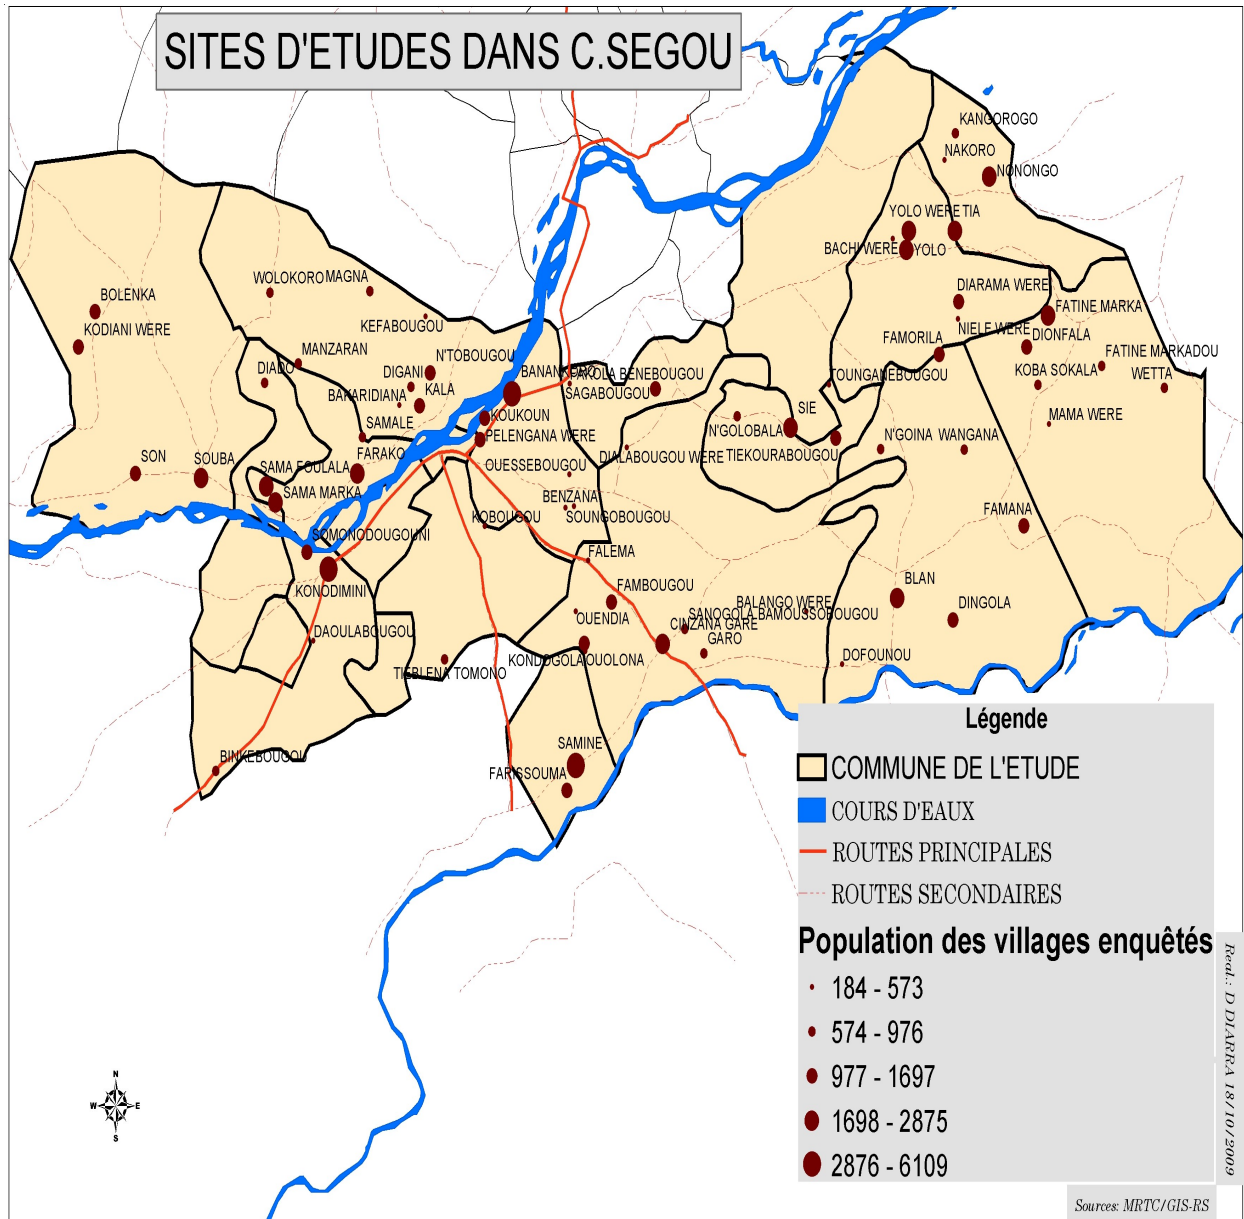 SITES D'ETUDES DANS C.SEGOU
KANGOROGO
NAKORO
NONONGO
YOLO WERE TIA
BACHI WERE YOLO
WOLOKORO MAGNA
BOLENKA
DIARAMA WERE
FATINE MARKA
KEFABOUGOU
KODIANI WERE
NIELE WERE DIONFALA
FAMORILA
MANZARAN
N'TOBOUGOU
FATINE MARKADOU
DIADO
DIGANI
BANANKORO
FAKOLA BENEBOUGOU
TOUNGANEBOUGOU
KOBA SOKALA
WETTA
BAKARIDIANA KALA
SAGABOUGOU
SIE
KOUKOUN
MAMA WERE
SAMALE
N'GOLOBALA
PELENGANA WERE
N'GOINA WANGANA
FARAKO
DIALABOUGOU WERE
TIEKOURABOUGOU
SON
SOUBA
SAMA FOULALA
OUESSEBOUGOU
SAMA MARKA
BENZANA
KOBOUGOU
SOUNGOBOUGOU
FAMANA
SOMONODOUGOUNI
FALEMA
KONODIMINI
FAMBOUGOU
BLAN
BALANGO WERE
DINGOLA
OUENDIA
SANOGOLA BAMOUSSOBOUGOU
CINZANA GARE
DAOULABOUGOU
GARO
KONDOGOLA OUOLONA
DOFOUNOU
TIEBLENA TOMONO
SAMINE
BINKEBOUGOU
FARISSOUMA
Légende
COMMUNE DE L'ETUDE
COURS D'EAUX
ROUTES PRINCIPALES
ROUTES SECONDAIRES
Population des villages enquêtés
184 - 573
574 - 976
977 - 1697
1698 - 2875
2876 - 6109
Real.: D DIARRA 18/10/2009
Sources: MRTC/GIS-RS
N
W E
S